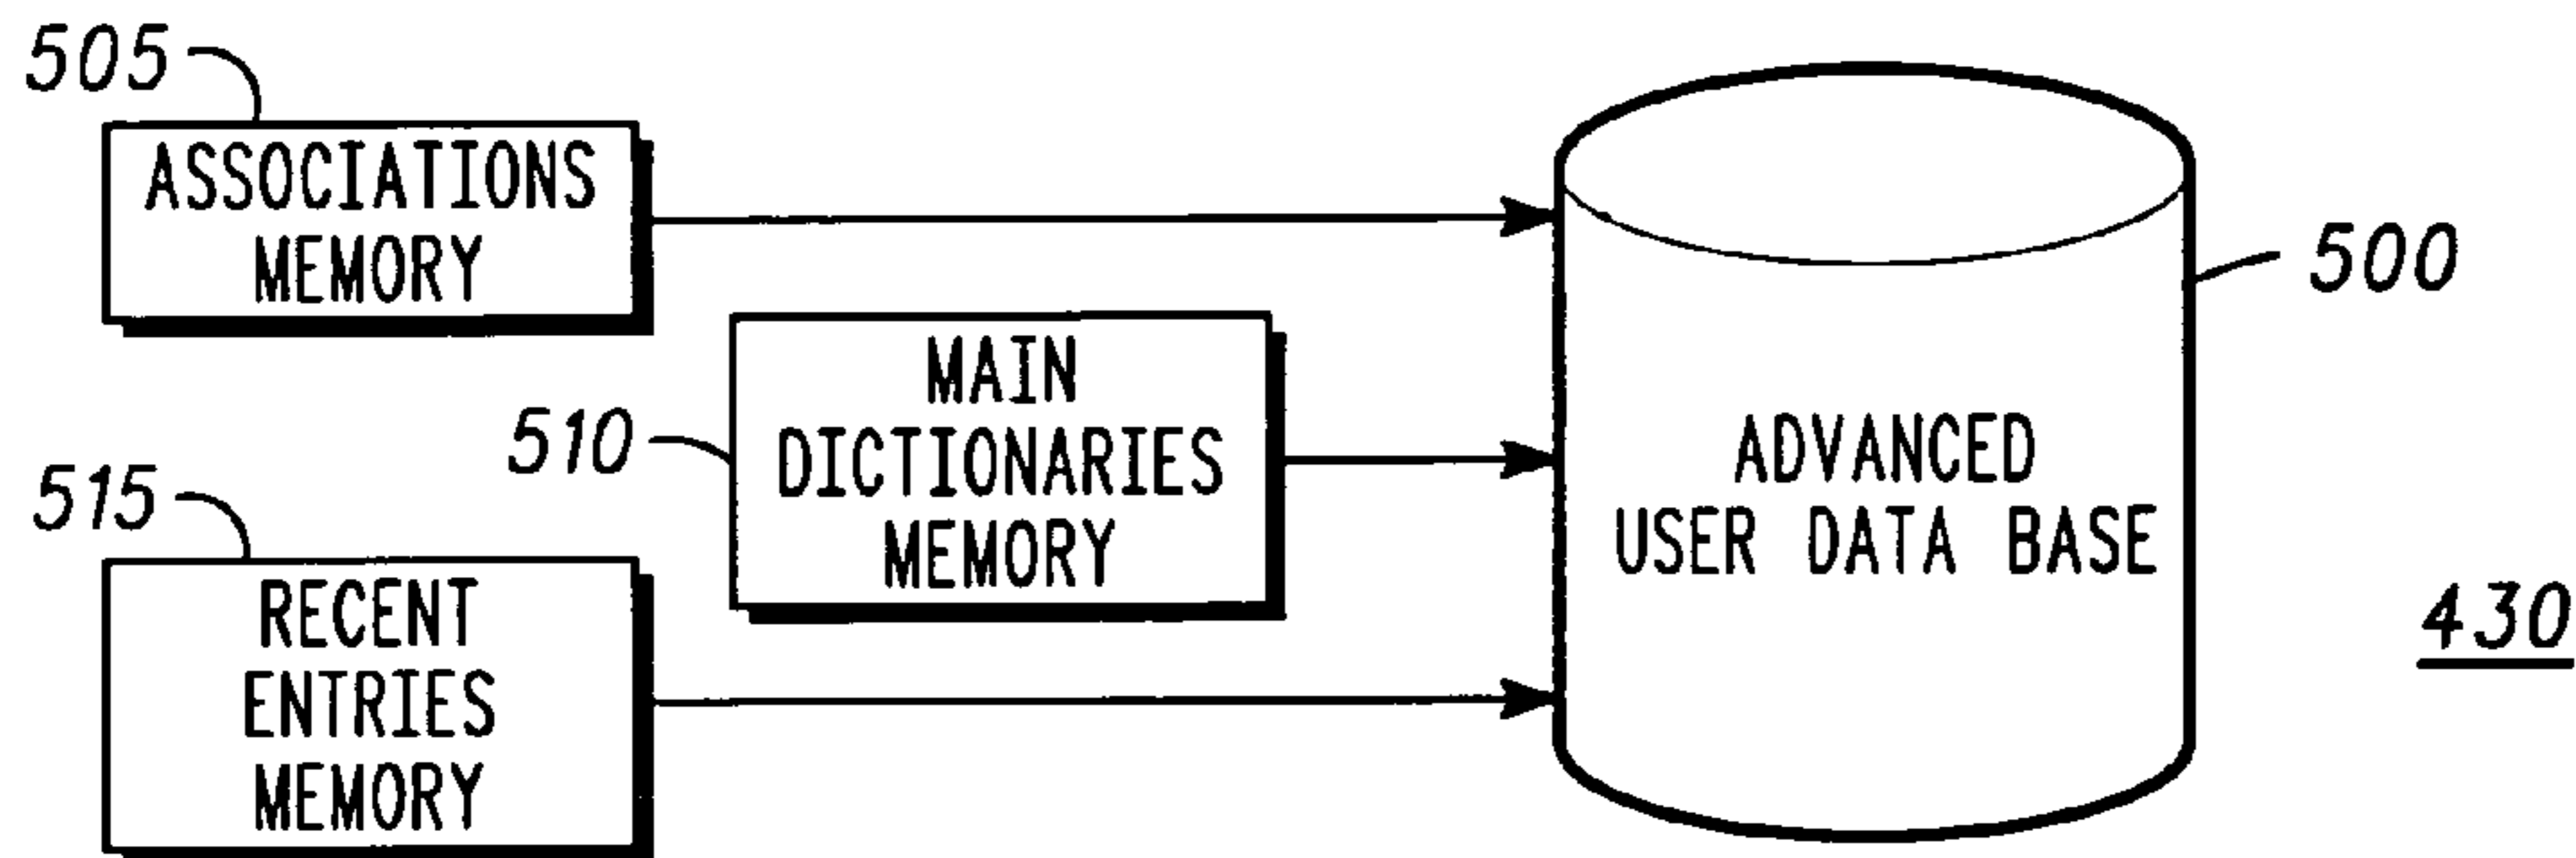 505
ASSOCIATIONS
MEMORY
510
MAIN
DICTIONARIES
MEMORY
515
RECENT
ENTRIES
MEMORY
500
ADVANCED
USER DATA BASE
430